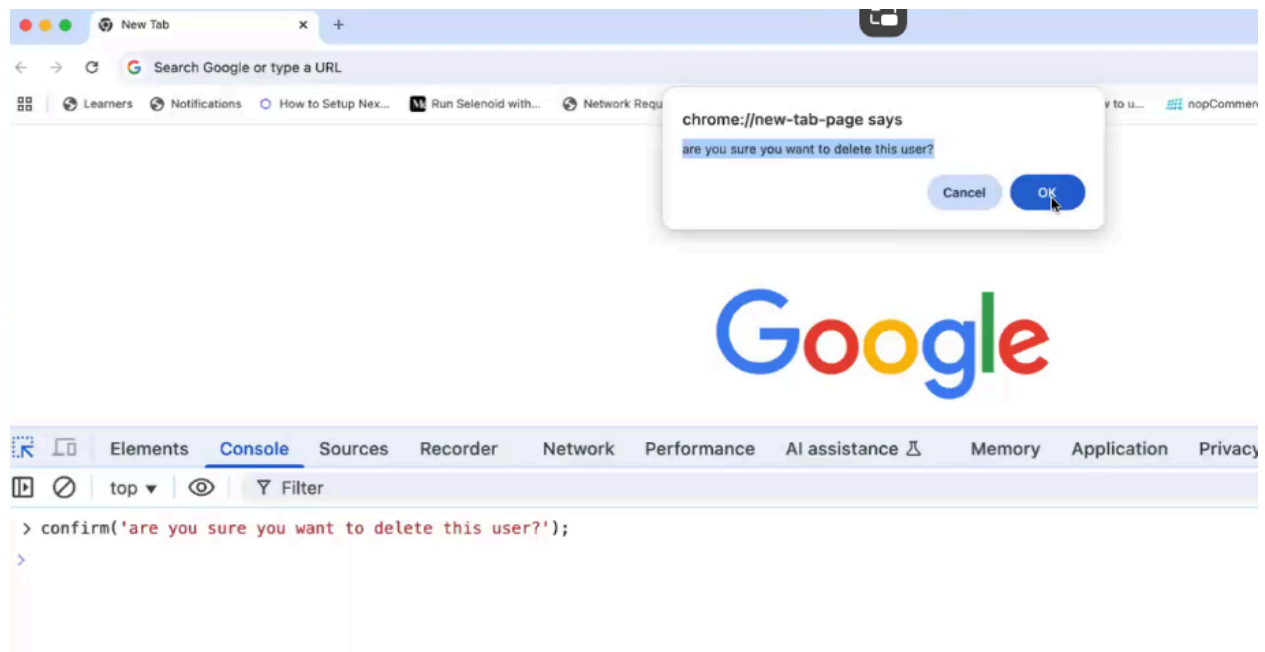 New Tab
Search Google or type a URL
Learners Notifications How to Setup Nex... Run Selenoid with... Network Requ to u... nopCommer
chrome://new-tab-page says
are you sure you want to delete this user?
Cancel OK
Google
Elements Console Sources Recorder Network Performance AI assistance Memory Application Privacy
top Filter
> confirm('are you sure you want to delete this user?');
>